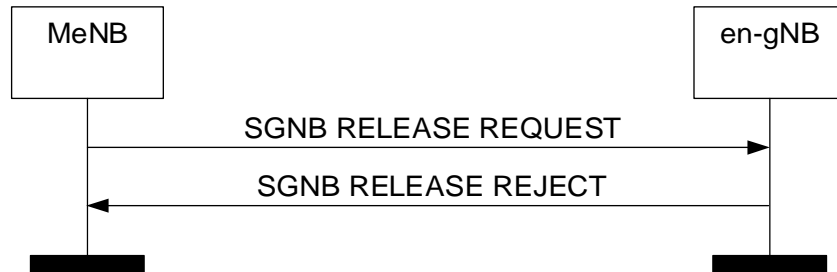 MeNB
en-gNB
SGNB RELEASE REQUEST
SGNB RELEASE REJECT